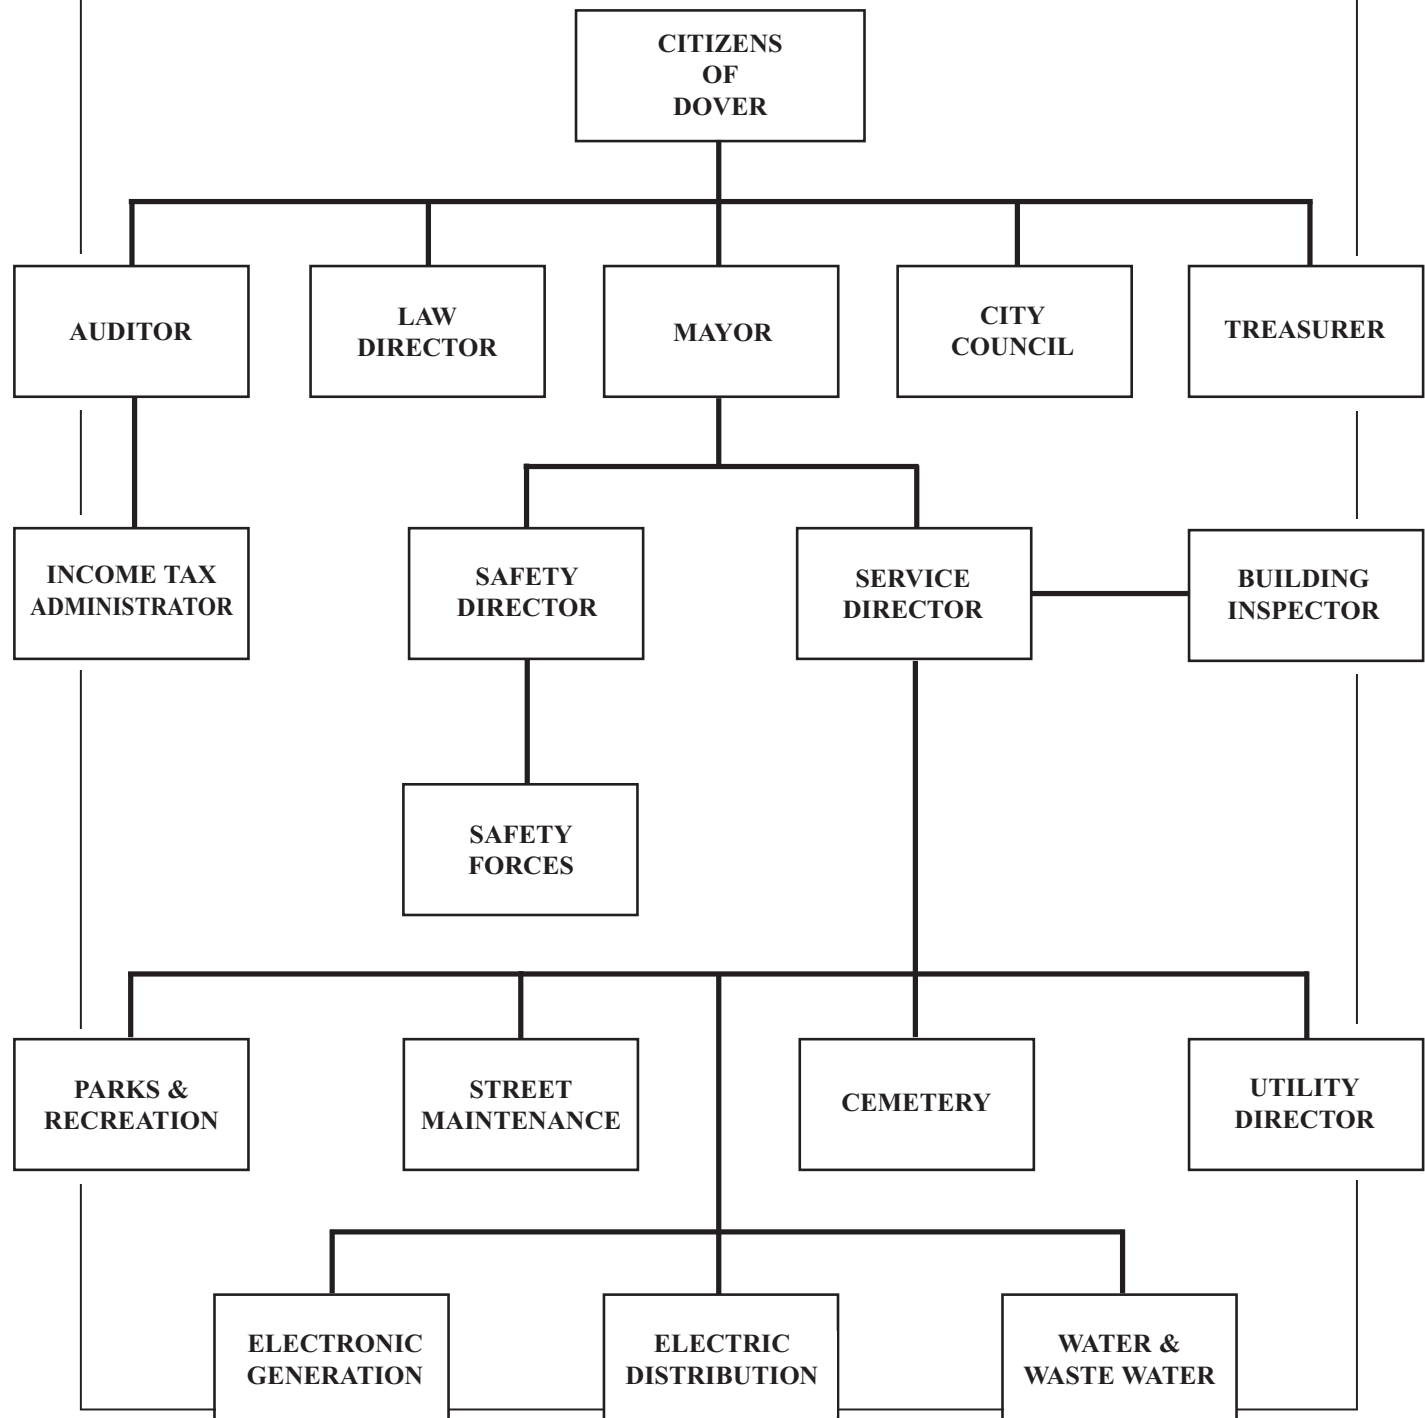 CITIZENS
OF
DOVER
AUDITOR
LAW
DIRECTOR
MAYOR
CITY
COUNCIL
TREASURER
INCOME TAX
ADMINISTRATOR
SAFETY
DIRECTOR
SERVICE
DIRECTOR
BUILDING
INSPECTOR
SAFETY
FORCES
PARKS &
RECREATION
STREET
MAINTENANCE
CEMETERY
UTILITY
DIRECTOR
ELECTRONIC
GENERATION
ELECTRIC
DISTRIBUTION
WATER &
WASTE WATER